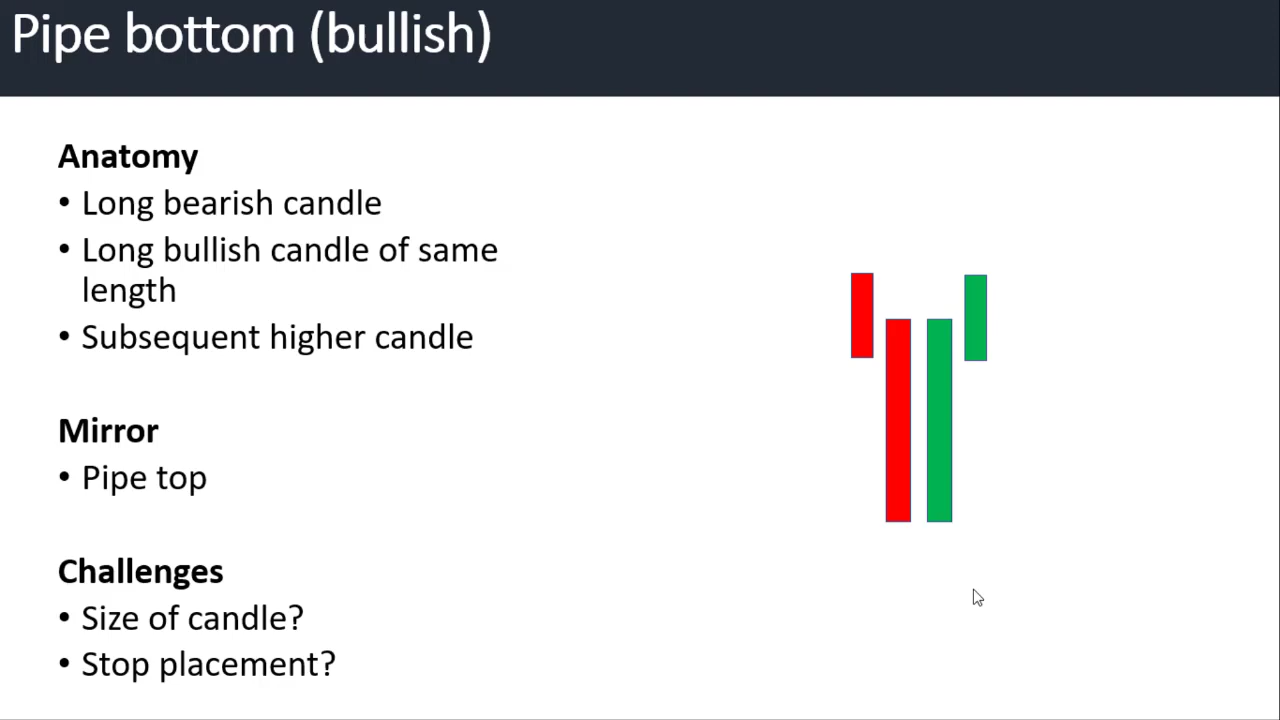 Pipe bottom (bullish)
Anatomy
• Long bearish candle
• Long bullish candle of same
length
• Subsequent higher candle
Mirror
• Pipe top
Challenges
• Size of candle?
• Stop placement?